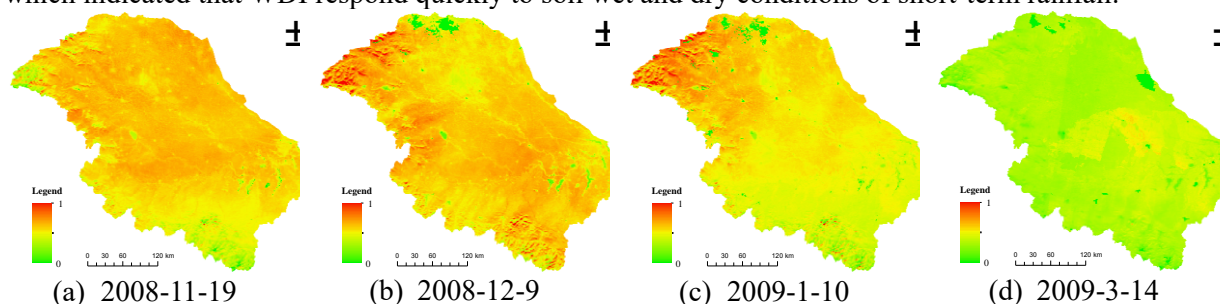 which indicated that WDI respond quickly to soil wet and dry conditions of short-term rainfall.
Legend
1
0
0 30 60 120 km
(a) 2008-11-19
Legend
1
0
0 30 60 120 km
(b) 2008-12-9
Legend
1
0
0 30 60 120 km
(c) 2009-1-10
Legend
1
0
0 30 60 120 km
(d) 2009-3-14